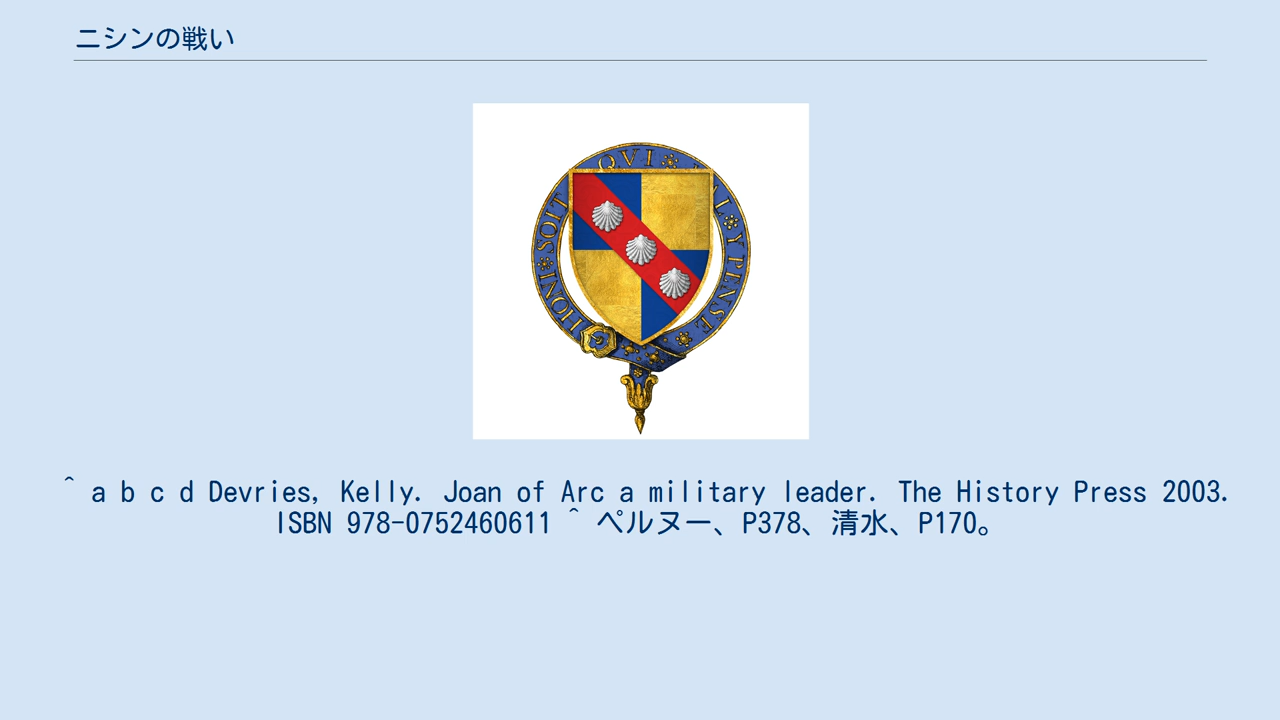 ニシンの戦い
HONI SOIT QVI MAL Y PENSE
^ a b c d Devries, Kelly. Joan of Arc a military leader. The History Press 2003.
ISBN 978-0752460611 ^ ペルヌー、P378、清水、P170。